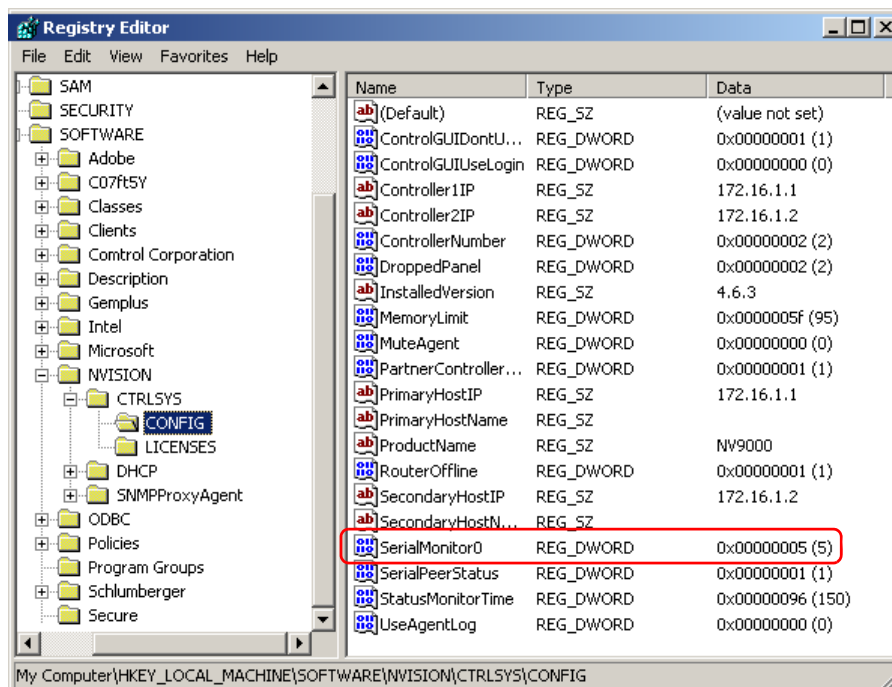 Registry Editor
File Edit View Favorites Help
SAM
SECURITY
SOFTWARE
Adobe
C07ft5Y
Classes
Clients
Comtrol Corporation
Description
Gemplus
Intel
Microsoft
NVISION
CTRLSYS
CONFIG
LICENSES
DHCP
SNMPProxyAgent
ODBC
Policies
Program Groups
Schlumberger
Secure
Name Type Data
(Default) REG_SZ (value not set)
ControlGUIDontU... REG_DWORD 0x00000001 (1)
ControlGUIUseLogin REG_DWORD 0x00000000 (0)
Controller1IP REG_SZ 172.16.1.1
Controller2IP REG_SZ 172.16.1.2
ControllerNumber REG_DWORD 0x00000002 (2)
DroppedPanel REG_DWORD 0x00000002 (2)
InstalledVersion REG_SZ 4.6.3
MemoryLimit REG_DWORD 0x0000005f (95)
MuteAgent REG_DWORD 0x00000000 (0)
PartnerController... REG_DWORD 0x00000001 (1)
PrimaryHostIP REG_SZ 172.16.1.1
PrimaryHostName REG_SZ
ProductName REG_SZ NV9000
RouterOffline REG_DWORD 0x00000001 (1)
SecondaryHostIP REG_SZ 172.16.1.2
SecondaryHostN... REG_SZ
SerialMonitor0 REG_DWORD 0x00000005 (5)
SerialPeerStatus REG_DWORD 0x00000001 (1)
StatusMonitorTime REG_DWORD 0x00000096 (150)
UseAgentLog REG_DWORD 0x00000000 (0)
My Computer\HKEY_LOCAL_MACHINE\SOFTWARE\NVISION\CTRLSYS\CONFIG